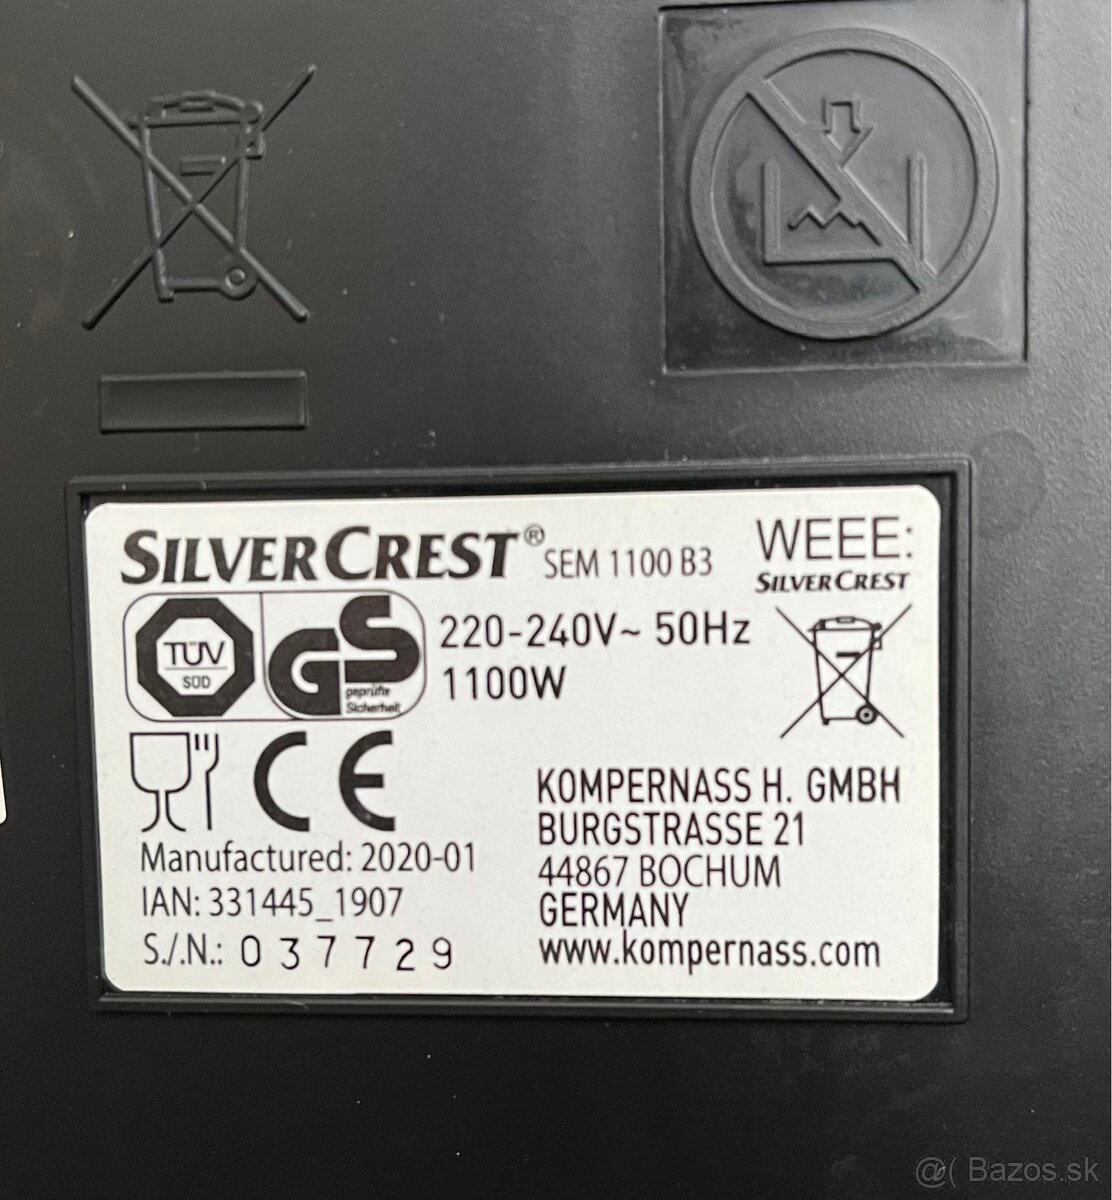 SILVERCREST® SEM 1100 B3
WEEE:
SILVERCREST
TÜV
SÜD
GS
geprüfte
Sicherheit
220-240V~ 50Hz
1100W
CE
Manufactured: 2020-01
IAN: 331445_1907
S./.N.: 037729
KOMPERNASS H. GMBH
BURGSTRASSE 21
44867 BOCHUM
GERMANY
www.kompernass.com
@( Bazos.sk